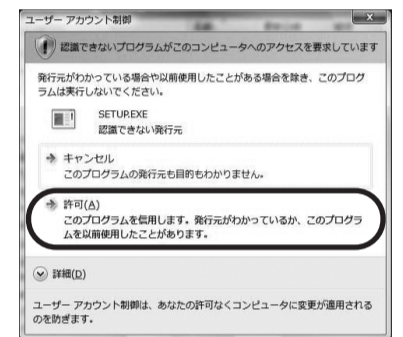 ユーザー アカウント制御
認識できないプログラムがこのコンピュータへのアクセスを要求しています
発行元がわかっている場合や以前使用したことがある場合を除き、このプログ
ラムは実行しないでください。
SETUP.EXE
認識できない発行元
キャンセル
このプログラムの発行元も目的もわかりません。
許可(A)
このプログラムを信用します。発行元がわかっているか、このプログラ
ムを以前使用したことがあります。
詳細(D)
ユーザー アカウント制御は、あなたの許可なくコンピュータに変更が適用される
のを防ぎます。